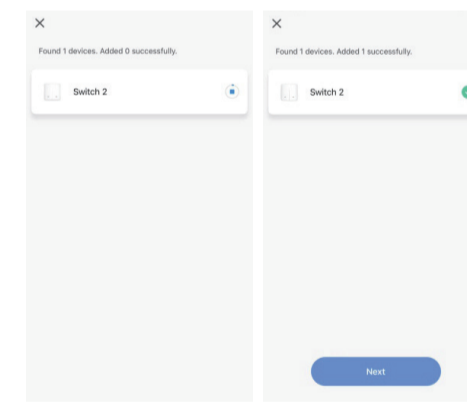 Found 1 devices. Added 0 successfully.
Switch 2
Found 1 devices. Added 1 successfully.
Switch 2
Next